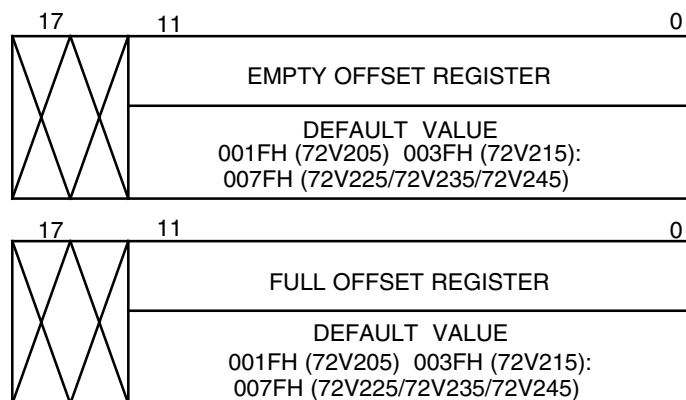 17 11 0
EMPTY OFFSET REGISTER
DEFAULT VALUE
001FH (72V205) 003FH (72V215):
007FH (72V225/72V235/72V245)
17 11 0
FULL OFFSET REGISTER
DEFAULT VALUE
001FH (72V205) 003FH (72V215):
007FH (72V225/72V235/72V245)